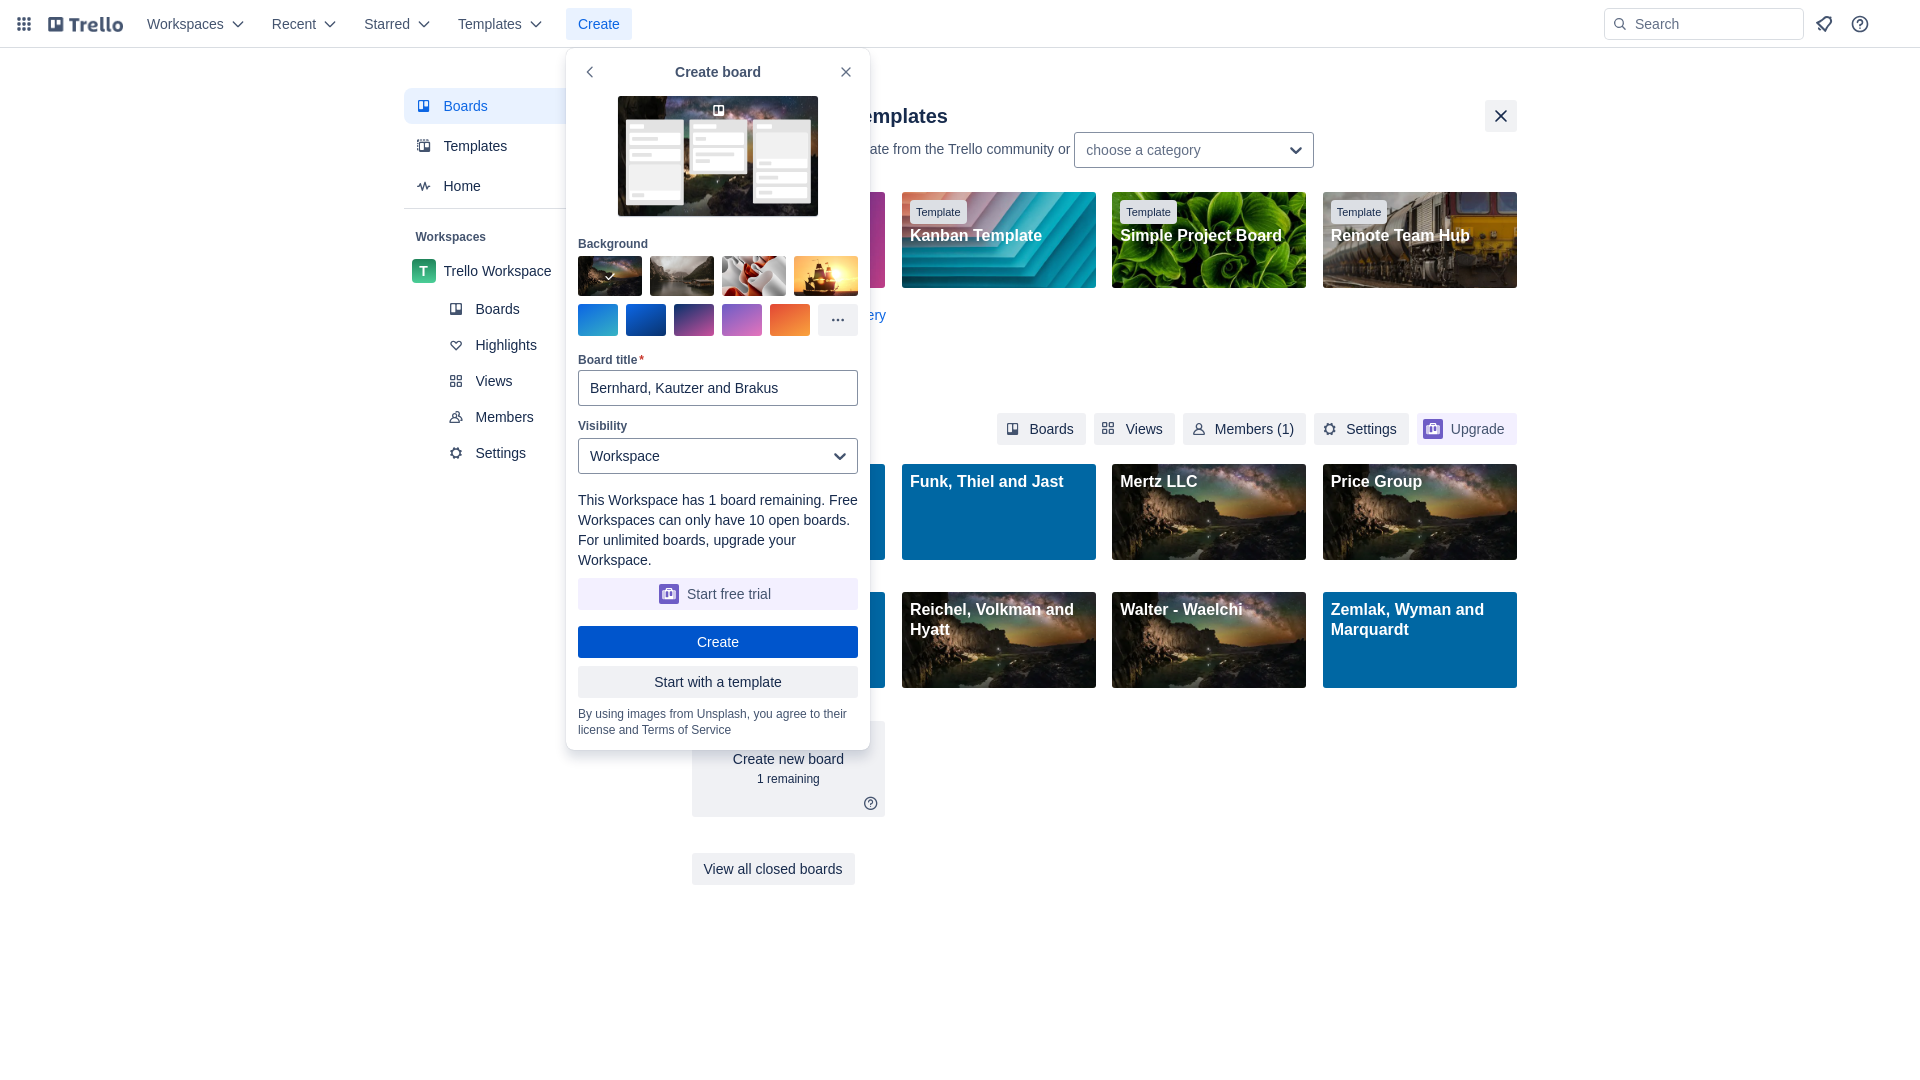 Trello
Workspaces
Recent
Starred
Templates
Create
Search
Boards
Templates
Home
Workspaces
T
Trello Workspace
Boards
Highlights
Views
Members
Settings
Create board
Background
Board title*
Bernhard, Kautzer and Brakus
Visibility
Workspace
This Workspace has 1 board remaining. Free
Workspaces can only have 10 open boards.
For unlimited boards, upgrade your
Workspace.
Start free trial
Create
Start with a template
By using images from Unsplash, you agree to their
license and Terms of Service
emplates
ate from the Trello community or
choose a category
Template
Kanban Template
Template
Simple Project Board
Template
Remote Team Hub
ery
Boards
Views
Members (1)
Settings
Upgrade
Funk, Thiel and Jast
Mertz LLC
Price Group
Reichel, Volkman and
Hyatt
Walter - Waelchi
Zemlak, Wyman and
Marquardt
Create new board
1 remaining
View all closed boards